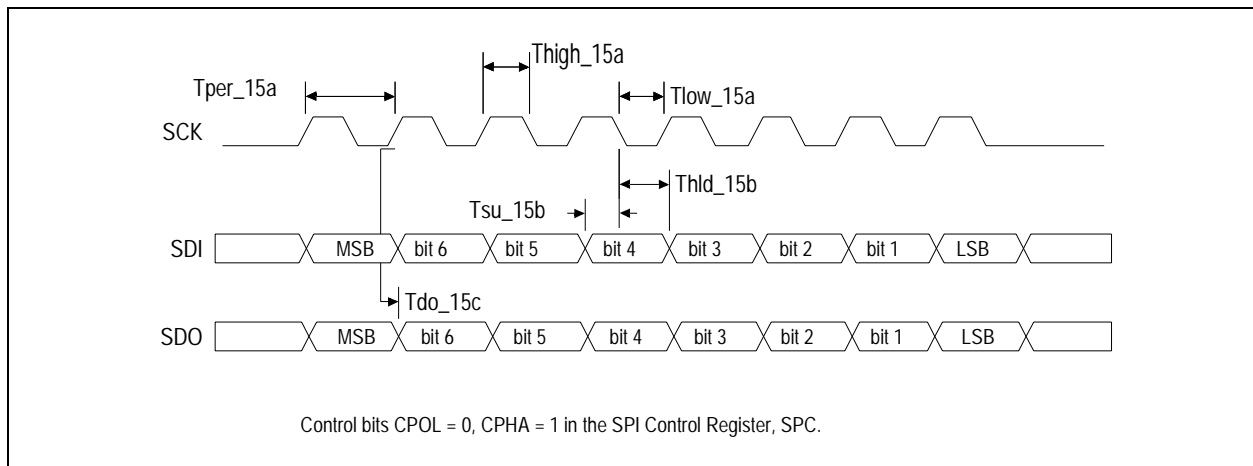 Thigh_15a
Tper_15a
Tlow_15a
SCK
Thld_15b
Tsu_15b
SDI MSB bit 6 bit 5 bit 4 bit 3 bit 2 bit 1 LSB
Tdo_15c
SDO MSB bit 6 bit 5 bit 4 bit 3 bit 2 bit 1 LSB
Control bits CPOL = 0, CPHA = 1 in the SPI Control Register, SPC.